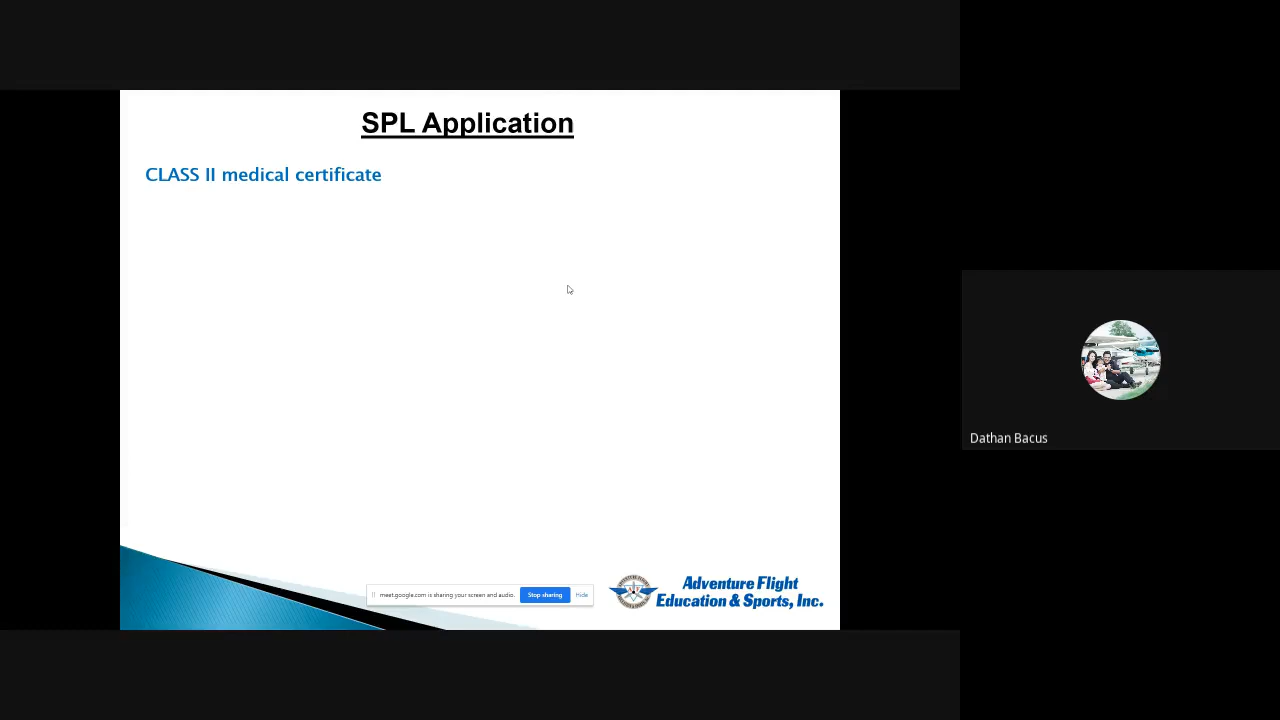 SPL Application
CLASS II medical certificate
Dathan Bacus
meet.google.com is sharing your screen and audio.
Stop sharing
Hide
Adventure Flight
Education & Sports, Inc.